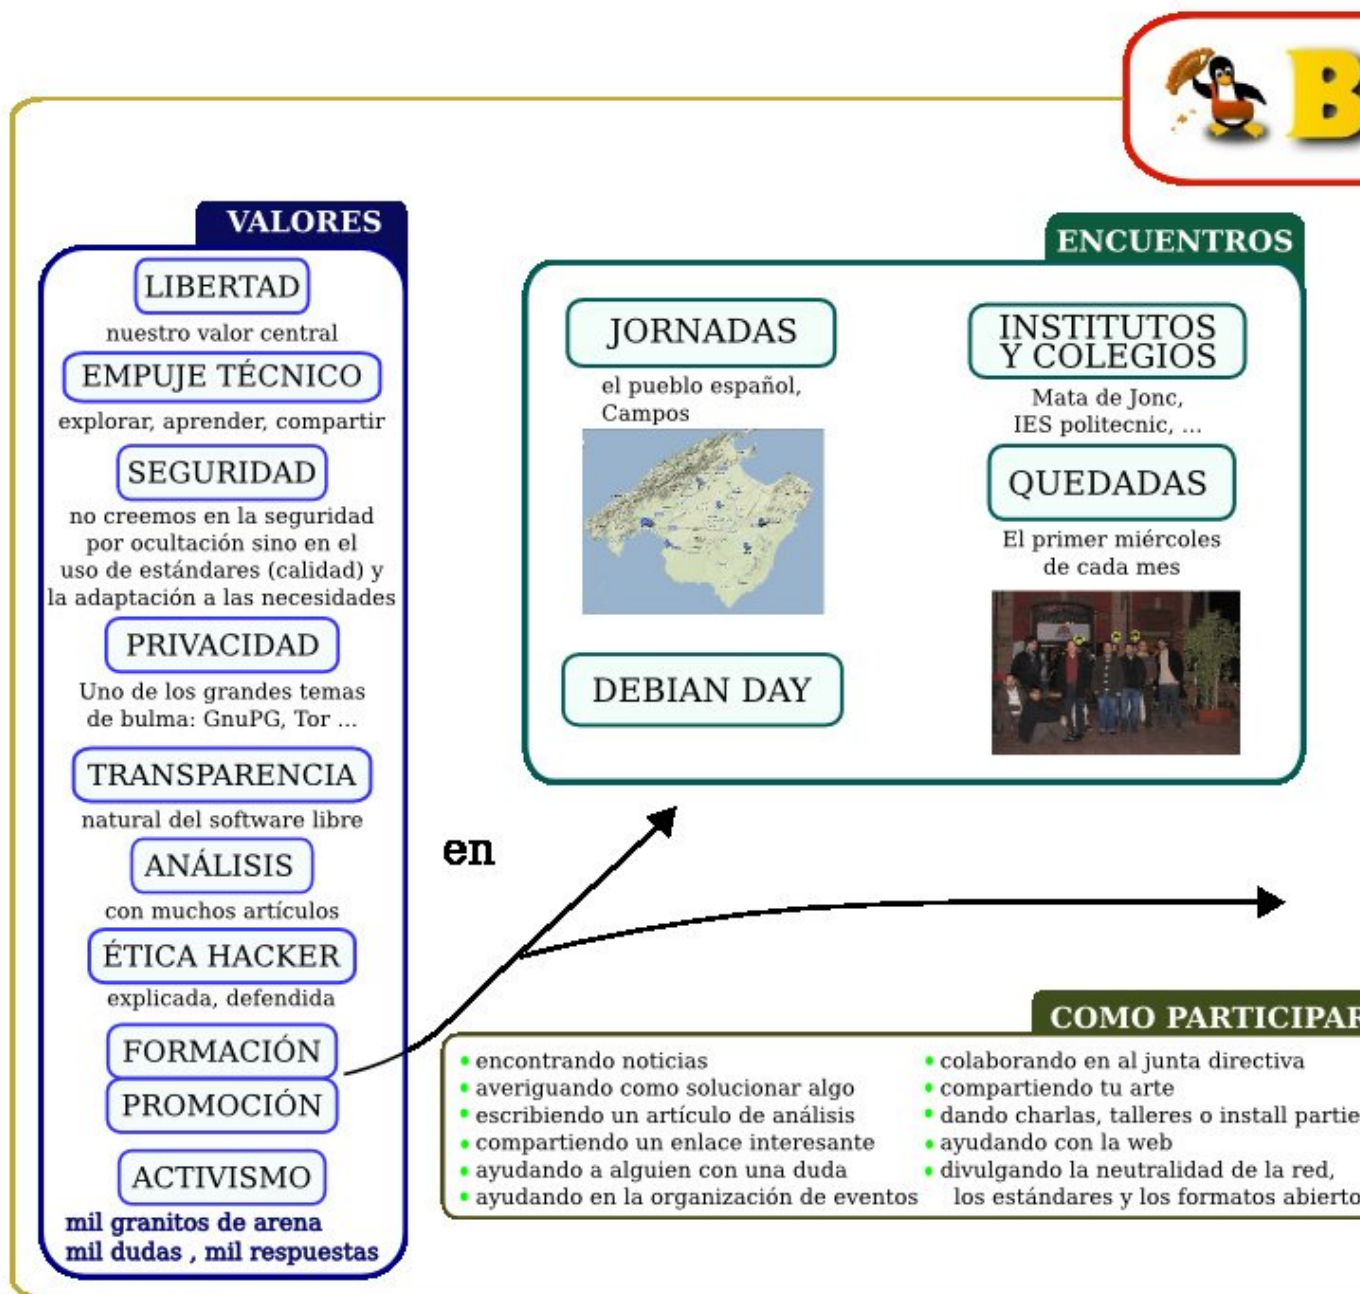 B
VALORES
LIBERTAD
nuestro valor central
EMPUJE TÉCNICO
explorar, aprender, compartir
SEGURIDAD
no creemos en la seguridad
por ocultación sino en el
uso de estándares (calidad) y
la adaptación a las necesidades
PRIVACIDAD
Uno de los grandes temas
de bulma: GnuPG, Tor ...
TRANSPARENCIA
natural del software libre
ANÁLISIS
con muchos artículos
ÉTICA HACKER
explicada, defendida
FORMACIÓN
PROMOCIÓN
ACTIVISMO
mil granitos de arena
mil dudas , mil respuestas
ENCUENTROS
JORNADAS
el pueblo español,
Campos
DEBIAN DAY
INSTITUTOS
Y COLEGIOS
Mata de Jonc,
IES politecnic, ...
QUEDADAS
El primer miércoles
de cada mes
en
COMO PARTICIPAR
encontrando noticias
averiguando como solucionar algo
escribiendo un artículo de análisis
compartiendo un enlace interesante
ayudando a alguien con una duda
ayudando en la organización de eventos
colaborando en al junta directiva
compartiendo tu arte
dando charlas, talleres o install partie
ayudando con la web
divulgando la neutralidad de la red,
los estándares y los formatos abierto